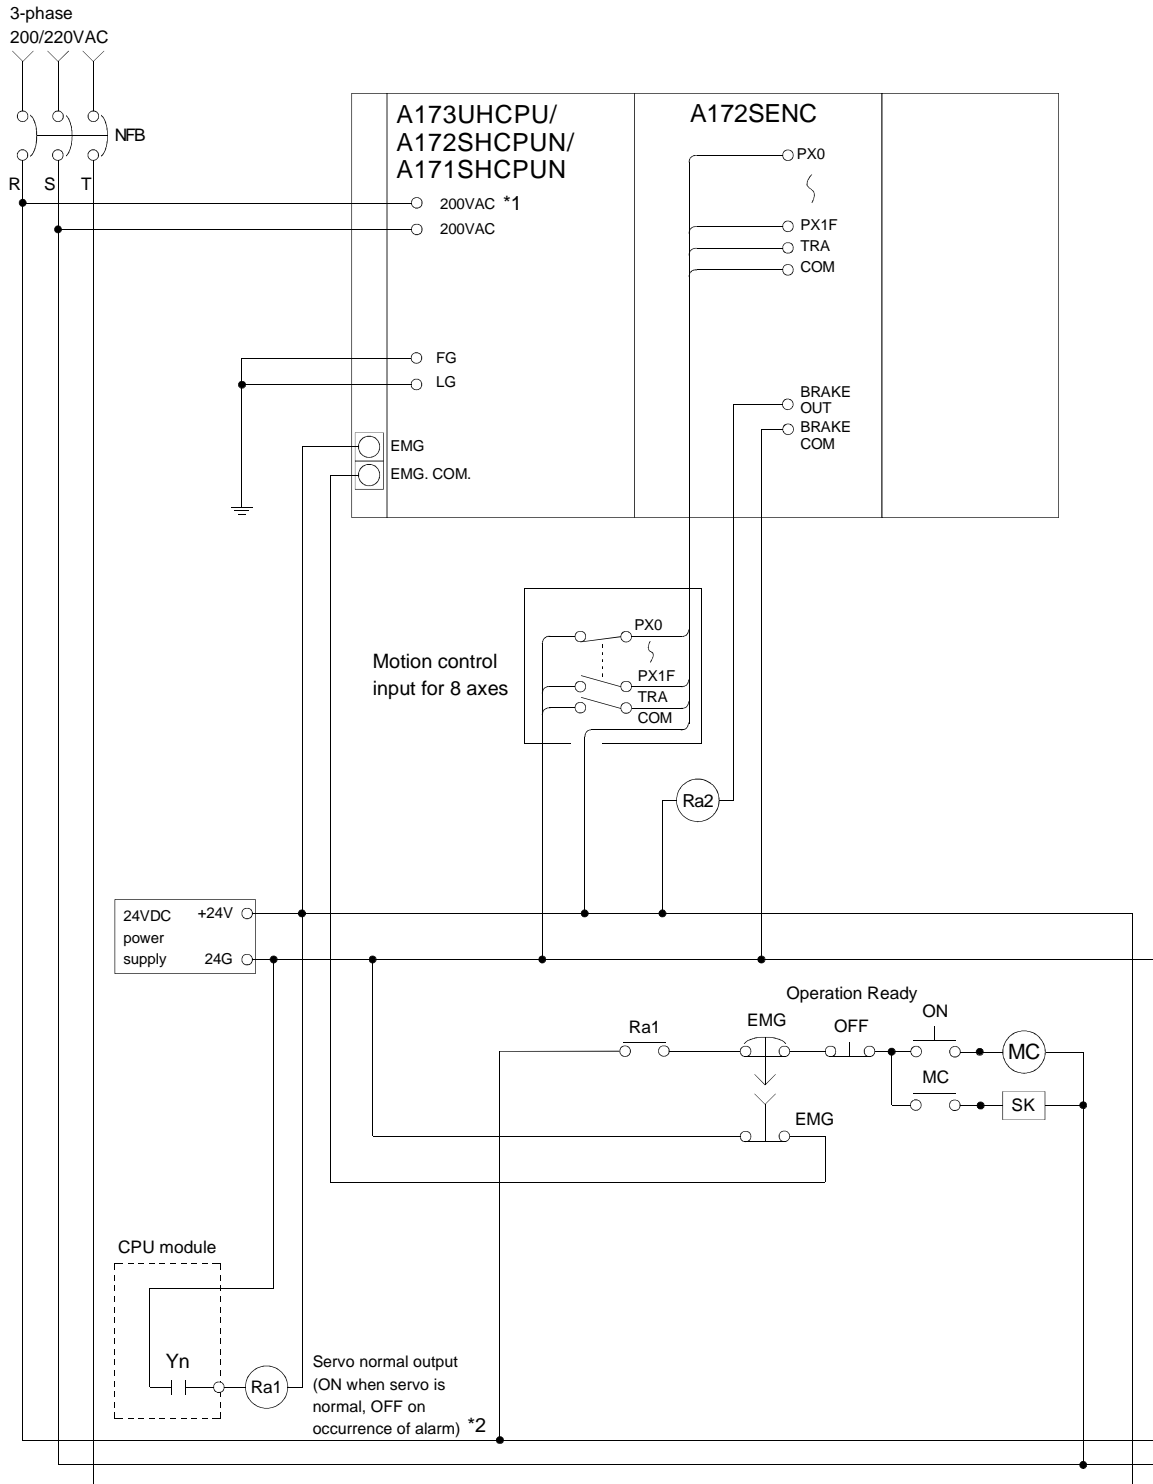 3-phase
200/220VAC
NFB
R S T
A173UHCPU/
A172SHCPUN/
A171SHCPUN
200VAC *1
200VAC
FG
LG
EMG
EMG. COM.
A172SENC
PX0
PX1F
TRA
COM
BRAKE
OUT
BRAKE
COM
Motion control
input for 8 axes
PX0
PX1F
TRA
COM
Ra2
24VDC
power
supply
+24V
24G
Operation Ready
Ra1
EMG
OFF
ON
MC
MC
SK
EMG
CPU module
Yn
Ra1
Servo normal output
(ON when servo is
normal, OFF on
occurrence of alarm) *2